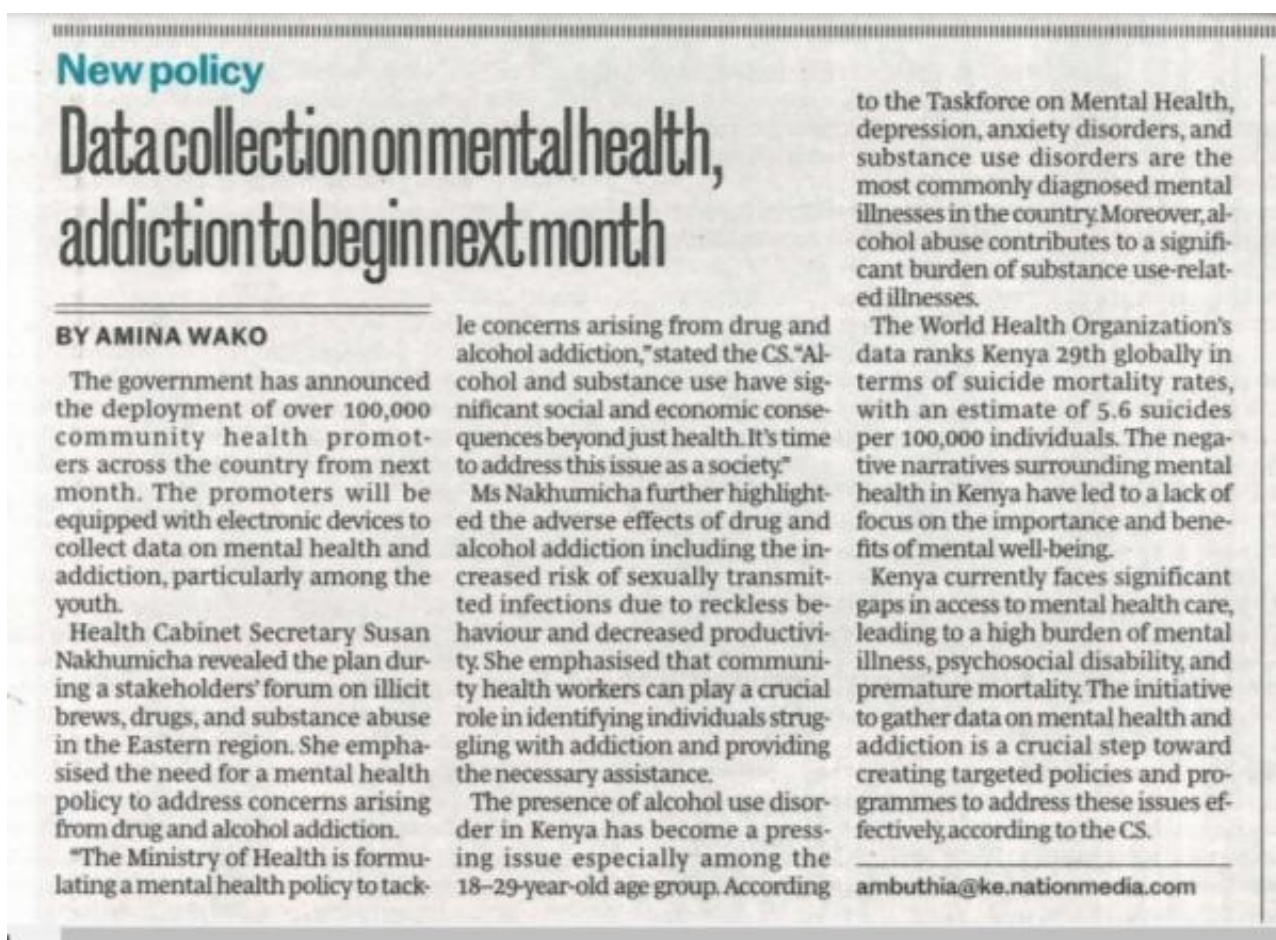 New policy
Data collection on mental health,
addiction to begin next month
BY AMINA WAKO
The government has announced
the deployment of over 100,000
community health promot-
ers across the country from next
month. The promoters will be
equipped with electronic devices to
collect data on mental health and
addiction, particularly among the
youth.
Health Cabinet Secretary Susan
Nakhumicha revealed the plan dur-
ing a stakeholders' forum on illicit
brews, drugs, and substance abuse
in the Eastern region. She empha-
sised the need for a mental health
policy to address concerns arising
from drug and alcohol addiction.
"The Ministry of Health is formu-
lating a mental health policy to tack-
le concerns arising from drug and
alcohol addiction," stated the CS. "Al-
cohol and substance use have sig-
nificant social and economic conse-
quences beyond just health. It's time
to address this issue as a society."
Ms Nakhumicha further highlight-
ed the adverse effects of drug and
alcohol addiction including the in-
creased risk of sexually transmit-
ted infections due to reckless be-
haviour and decreased productivi-
ty. She emphasised that communi-
ty health workers can play a crucial
role in identifying individuals strug-
gling with addiction and providing
the necessary assistance.
The presence of alcohol use disor-
der in Kenya has become a press-
ing issue especially among the
18–29-year-old age group. According
to the Taskforce on Mental Health,
depression, anxiety disorders, and
substance use disorders are the
most commonly diagnosed mental
illnesses in the country. Moreover, al-
cohol abuse contributes to a signifi-
cant burden of substance use-relat-
ed illnesses.
The World Health Organization's
data ranks Kenya 29th globally in
terms of suicide mortality rates,
with an estimate of 5.6 suicides
per 100,000 individuals. The nega-
tive narratives surrounding mental
health in Kenya have led to a lack of
focus on the importance and bene-
fits of mental well-being.
Kenya currently faces significant
gaps in access to mental health care,
leading to a high burden of mental
illness, psychosocial disability, and
premature mortality. The initiative
to gather data on mental health and
addiction is a crucial step toward
creating targeted policies and pro-
grammes to address these issues ef-
fectively, according to the CS.
ambuthia@ke.nationmedia.com